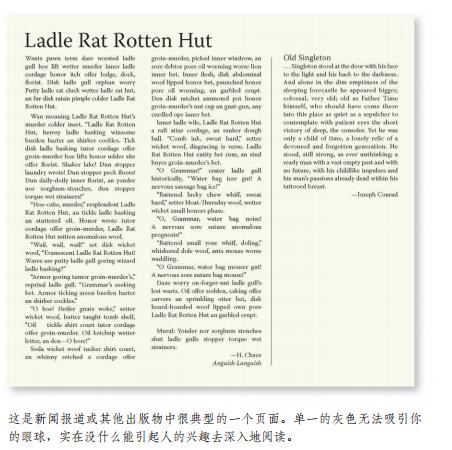 Ladle Rat Rotten Hut
Wants pawn term dare worsted ladle
gull hoe lift wetter murder inner ladle
cordage honor itch offer lodge, dock,
florist. Disk ladle gull orphan worry
Putty ladle rat cluck wetter ladle rat hut,
an fur disk raisin pimple colder Ladle Rat
Rotten Hut.
Wan moaning Ladle Rat Rotten Hut's
murder colder inset. "Ladle Rat Rotten
Hut, heresy ladle basking winsome
burden barter an shirker cockles. Tick
disk ladle basking tutor cordage offer
groin-murder hoe lifts honor udder site
offer florist. Shaker lake! Dun stopper
laundry wrote! Dun stopper peck floors!
Dun daily-dolly inner florist, an yonder
nor sorghum-stenches, dun stopper
torque wet strainers!"
"Hoe-cake, murder," resplendent Ladle
Rat Rotten Hut, an tickle ladle basking
an stuttered oft. Honor wrote tutor
cordage offer groin-murder, Ladle Rat
Rotten Hut mitten anomalous woof.
"Wail, wail, wail!" set disk wicket
woof, "Evanescent Ladle Rat Rotten Hut!
Wares are putty ladle gull goring wizard
ladle basking?"
"Armor goring tumor groin-murder's,"
reprisal ladle gull. "Grammar's seeking
bet. Armor ticking arson burden barter
an shirker cockles."
"O hoe! Heifer gnats woke," setter
wicket woof, butter taught tomb shelf,
"Oil tickle shirt court tutor cordage
offer groin-murder. Oil ketchup wetter
letter, an den—O bore!"
Soda wicket woof tucker shirt court,
an whinny retched a cordage offer
groin-murder, picked inner windrow, an
sore debtor pore oil worming worse lion
inner bet. Inner flesh, disk abdominal
woof lipped honor bet, paunched honor
pore oil worming, an garbled erupt.
Den disk ratchet ammonol pot honor
groin-murder's nut cup an gnat-gun, any
curdled ope inner bet.
Inner ladle wile, Ladle Rat Rotten Hut
a raft attar cordage, an ranker dough
ball. "Comb ink, sweat hard," setter
wicket woof, disgracing is verse. Ladle
Rat Rotten Hut entity bet rum, an stud
buyer groin-murder's bet.
"O Grammar!" crater ladle gull
historically, "Water bag icer gut! A
nervous sausage bag ice!"
"Battered lucky chew whiff, sweat
hard," setter bloat-Thursday woof, wetter
wicket small honors phase.
"O, Grammar, water bag noise!
A nervous sore suture anomalous
prognosis!"
"Battered small your whiff, doling,"
whiskered dole woof, ants mouse worse
waddling.
"O Grammar, water bag mouser gut!
A nervous sore suture bag mouse!"
Daze worry on-forger-nut ladle gull's
lest warts. Oil offer sodden, caking offer
carvers an sprinkling otter bet, disk
hoard-hoarded woof lipped own pore
Ladle Rat Rotten Hut an garbled erupt.
Mural: Yonder nor sorghum stenches
shut ladle gulls stopper torque wet
strainers.
—H. Chace
Anguish Languish
Old Singleton
. . . Singleton stood at the door with his face
to the light and his back to the darkness.
And alone in the dim emptiness of the
sleeping forecastle he appeared bigger,
colossal, very old; old as Father Time
himself, who should have come there
into this place as quiet as a sepulcher to
contemplate with patient eyes the short
victory of sleep, the consoler. Yet he was
only a child of time, a lonely relic of a
devoured and forgotten generation. He
stood, still strong, as ever unthinking; a
ready man with a vast empty past and with
no future, with his childlike impulses and
his man's passions already dead within his
tattooed breast.
—Joseph Conrad
这是新闻报道或其他出版物中很典型的一个页面。单一的灰色无法吸引你
的眼球，实在没什么能引起人的兴趣去深入地阅读。